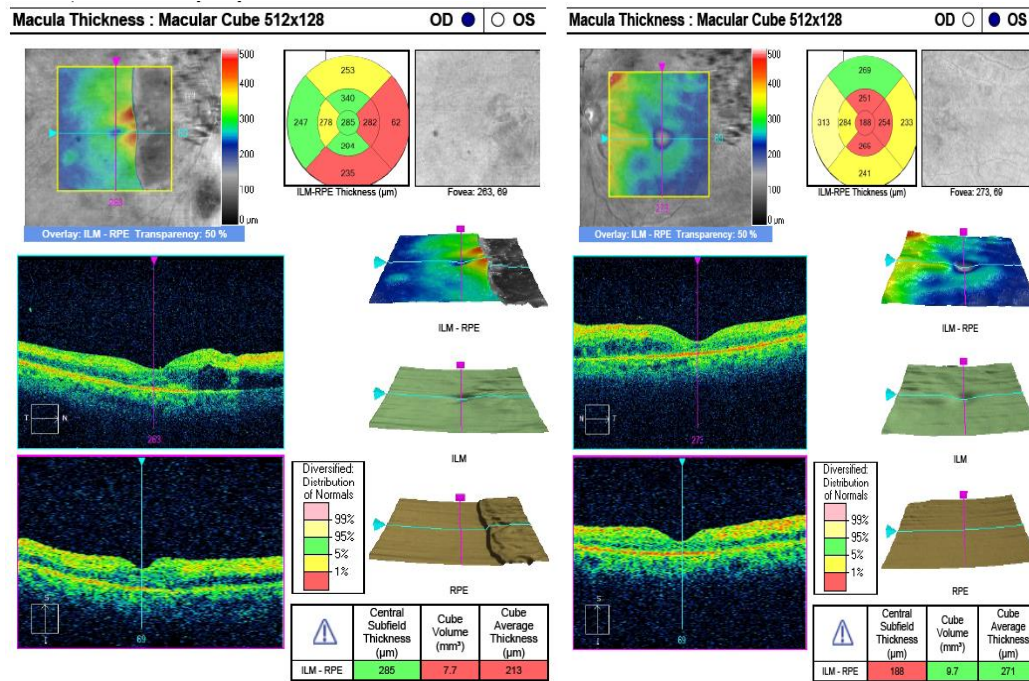 Macula Thickness : Macular Cube 512x128
OD OS
500
400
300
200
100
0 µm
263
Overlay: ILM - RPE Transparency: 50 %
253
340
247 278 285 282 62
204
235
ILM-RPE Thickness (µm)
Fovea: 263, 69
ILM - RPE
T N
263
ILM
S
I
69
Diversified:
Distribution
of Normals
99%
95%
5%
1%
RPE
Central Subfield Thickness (µm)
Cube Volume (mm³)
Cube Average Thickness (µm)
ILM - RPE 285 7.7 213
Macula Thickness : Macular Cube 512x128
OD OS
500
400
300
200
100
0 µm
273
Overlay: ILM - RPE Transparency: 50 %
269
251
313 284 188 254 233
265
241
ILM-RPE Thickness (µm)
Fovea: 273, 69
ILM - RPE
N T
273
ILM
S
I
69
Diversified:
Distribution
of Normals
99%
95%
5%
1%
RPE
Central Subfield Thickness (µm)
Cube Volume (mm³)
Cube Average Thickness (µm)
ILM - RPE 188 9.7 271